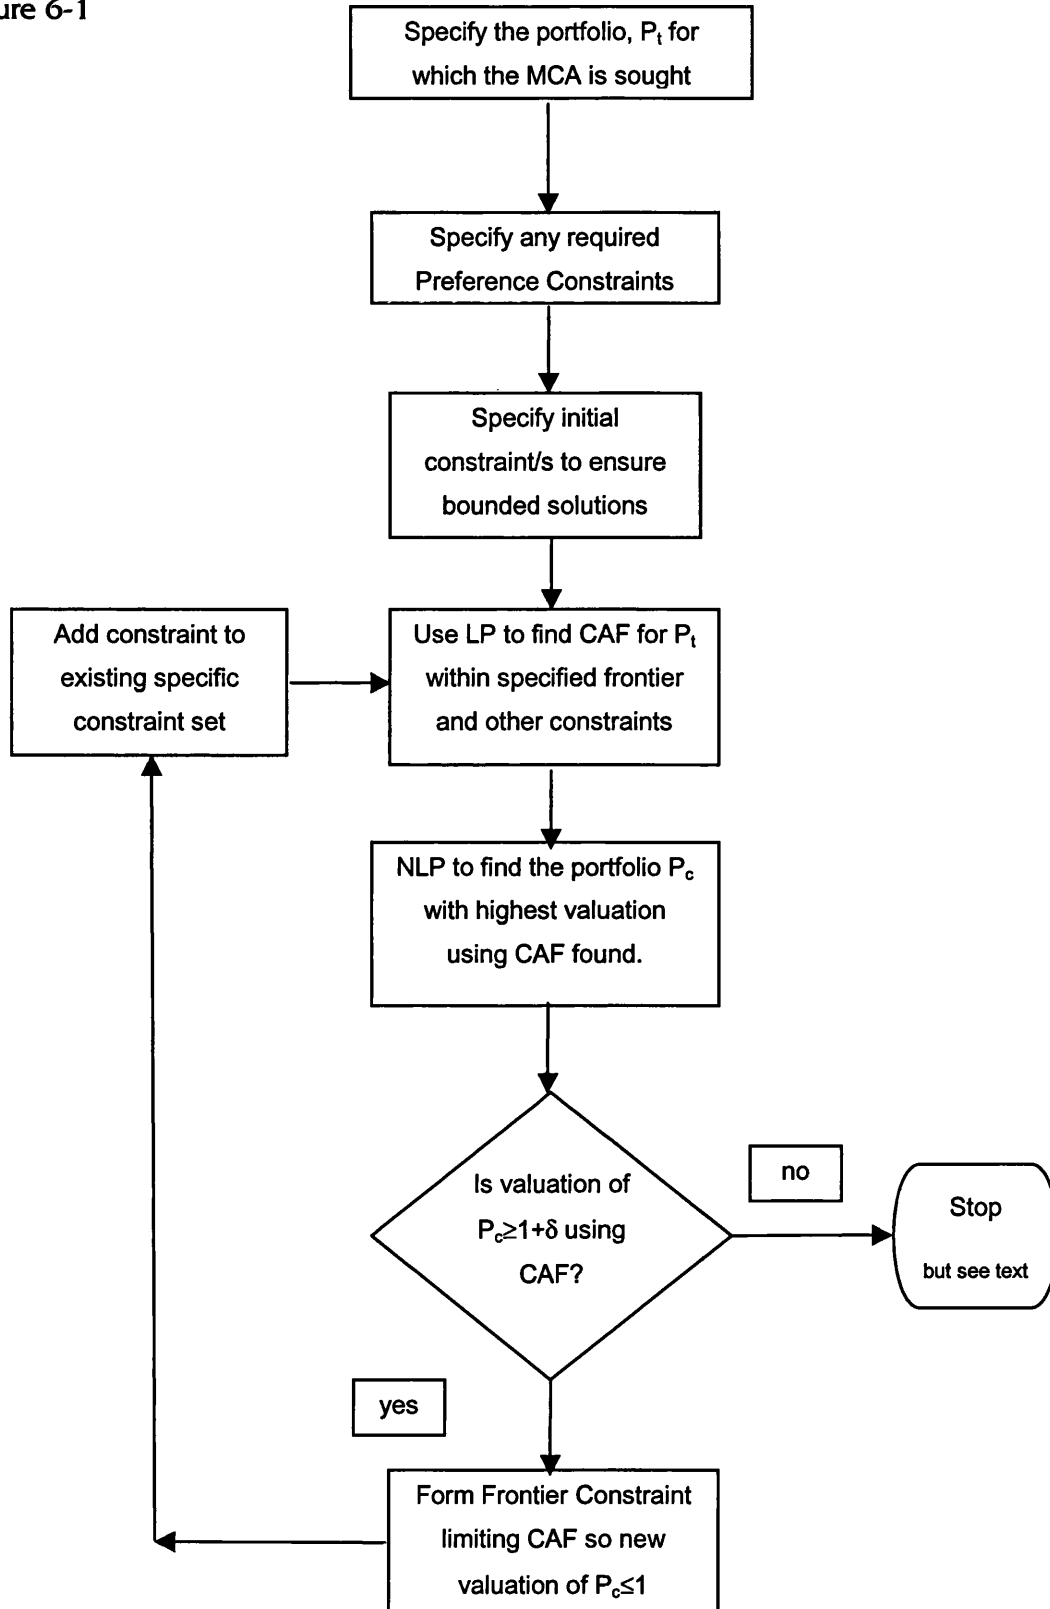 ure 6-1
Specify the portfolio, Pt for
which the MCA is sought
Specify any required
Preference Constraints
Specify initial
constraint/s to ensure
bounded solutions
Add constraint to
existing specific
constraint set
Use LP to find CAF for Pt
within specified frontier
and other constraints
NLP to find the portfolio Pc
with highest valuation
using CAF found.
Is valuation of
Pc≥1+δ using
CAF?
no
Stop
but see text
yes
Form Frontier Constraint
limiting CAF so new
valuation of Pc≤1